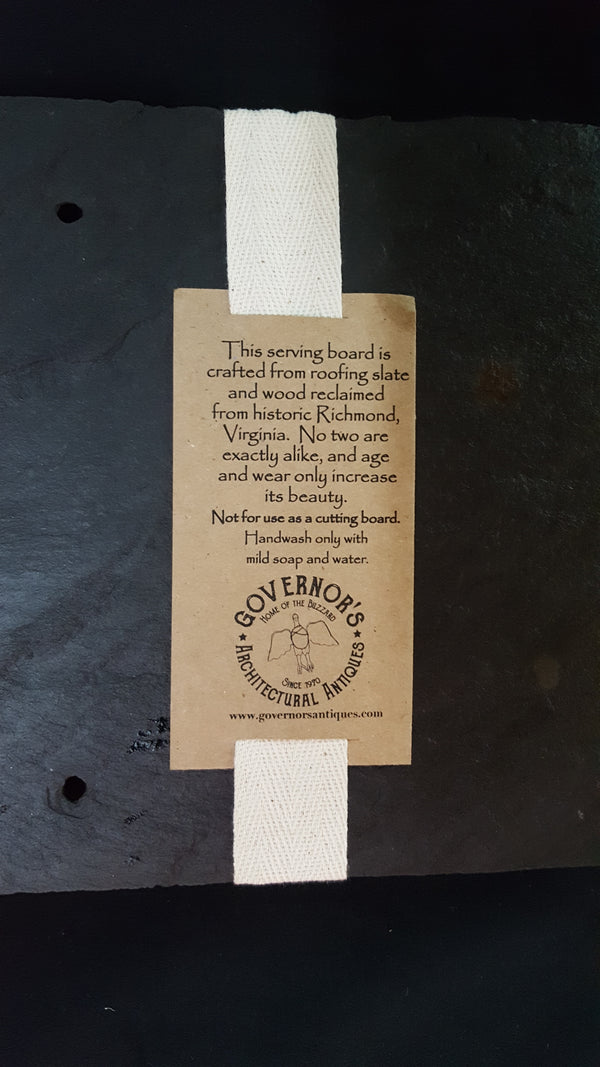 This serving board is
crafted from roofing slate
and wood reclaimed
from historic Richmond,
Virginia. No two are
exactly alike, and age
and wear only increase
its beauty.
Not for use as a cutting board.
Handwash only with
mild soap and water.
GOVERNOR'S
HOME OF THE BUZZARD
SINCE 1970
ARCHITECTURAL ANTIQUES
www.governorsantiques.com